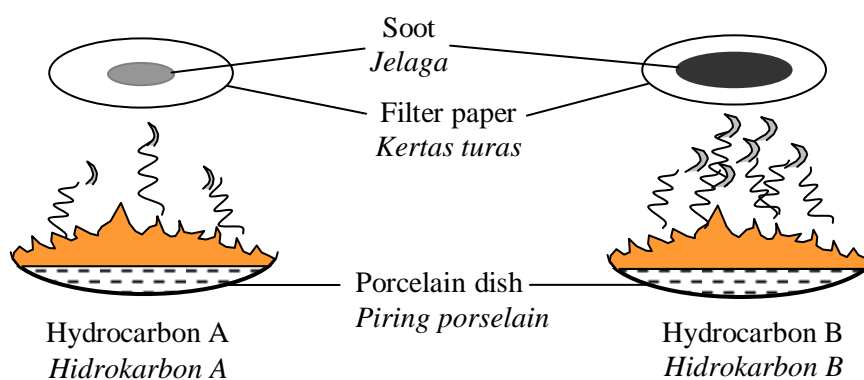 Soot
Jelaga
Filter paper
Kertas turas
Porcelain dish
Piring porselain
Hydrocarbon A
Hidrokarbon A
Hydrocarbon B
Hidrokarbon B